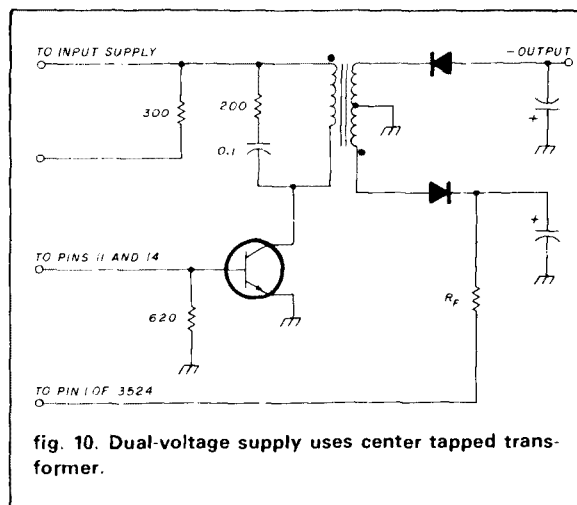 TO INPUT SUPPLY
-OUTPUT
300
200
0.1
+
+
TO PINS 11 AND 14
620
RF
TO PIN 1 OF 3524
fig. 10. Dual-voltage supply uses center tapped trans-
former.